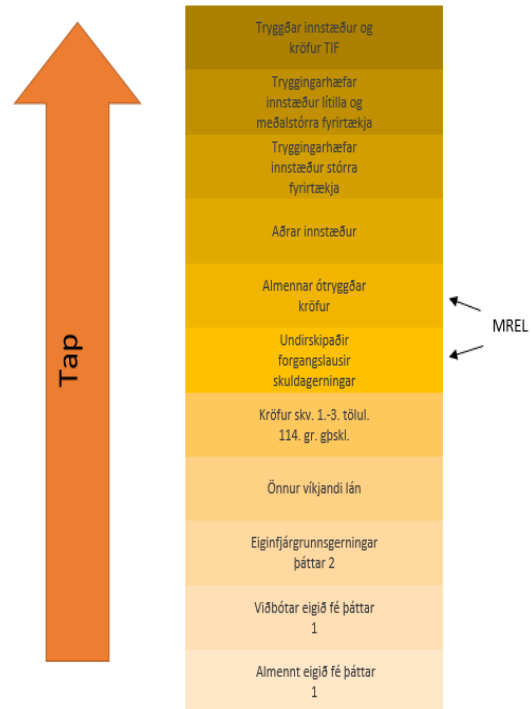 Tryggðar innstæður og
kröfur TIF
Tryggingarhæfar
innstæður lítilla og
meðalstórra fyrirtækja
Tryggingarhæfar
innstæður stórra
fyrirtækja
Aðrar innstæður
Almennar ótryggðar
kröfur
Undirskipaðir
forgangslausir
skuldagerningar
Kröfur skv. 1.-3. tölul.
114. gr. gþskl.
Önnur víkjandi lán
Eiginfjárgrunnsgerningar
þáttar 2
Viðbótar eigið fé þáttar
1
Almennt eigið fé þáttar
1
Tap
MREL